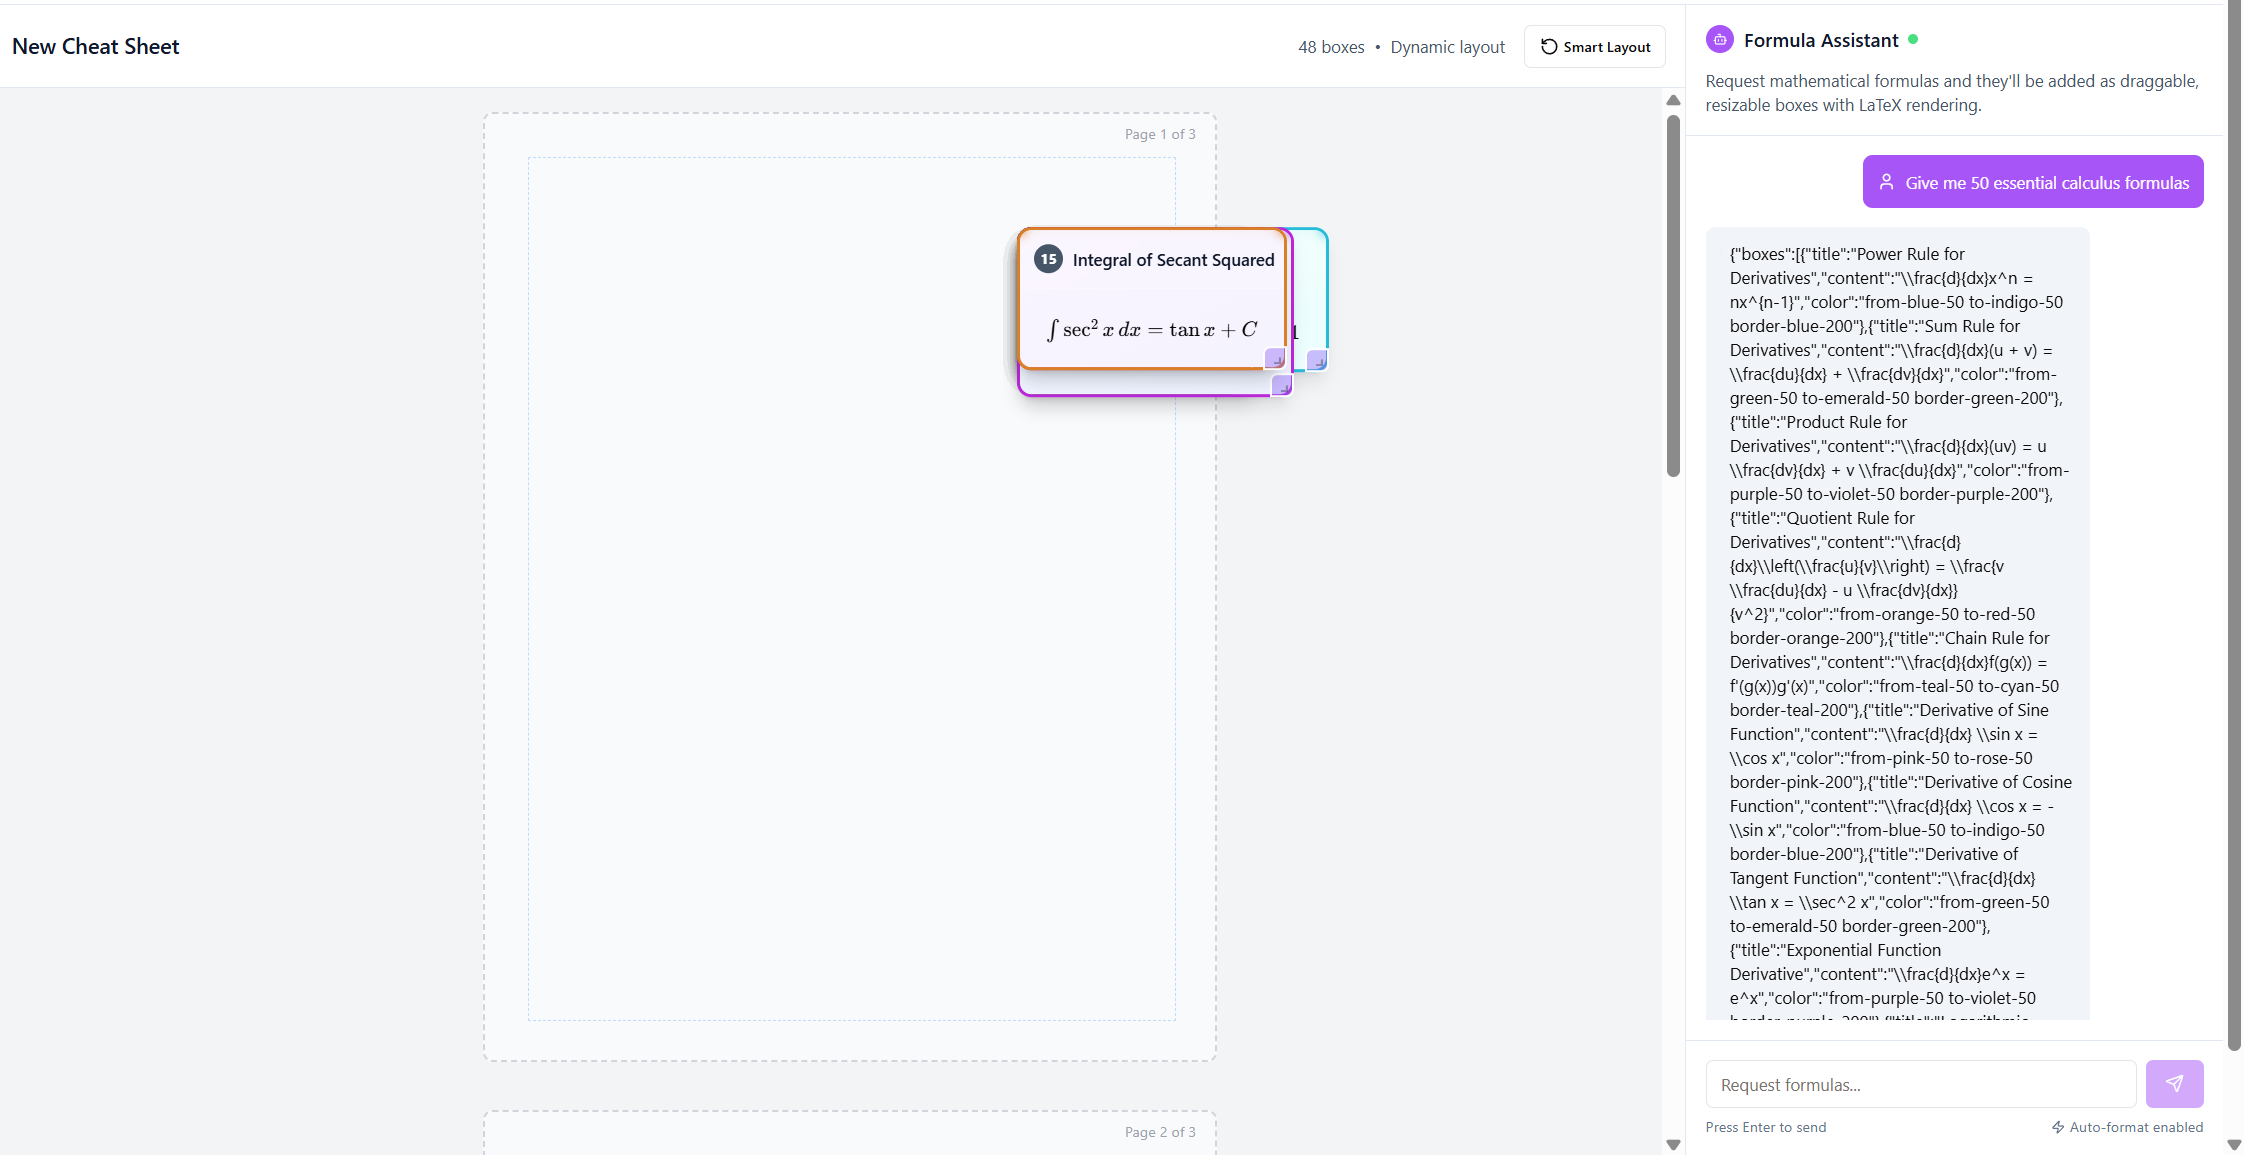 New Cheat Sheet
48 boxes • Dynamic layout
Smart Layout
Page 1 of 3
15 Integral of Secant Squared
∫ sec² x dx = tan x + C
1
Page 2 of 3
Formula Assistant
Request mathematical formulas and they'll be added as draggable,
resizable boxes with LaTeX rendering.
Give me 50 essential calculus formulas
{"boxes":[{"title":"Power Rule for
Derivatives","content":"\\frac{d}{dx}x^n =
nx^{n-1}","color":"from-blue-50 to-indigo-50
border-blue-200"},{"title":"Sum Rule for
Derivatives","content":"\\frac{d}{dx}(u + v) =
\\frac{du}{dx} + \\frac{dv}{dx}","color":"from-
green-50 to-emerald-50 border-green-200"},
{"title":"Product Rule for
Derivatives","content":"\\frac{d}{dx}(uv) = u
\\frac{dv}{dx} + v \\frac{du}{dx}","color":"from-
purple-50 to-violet-50 border-purple-200"},
{"title":"Quotient Rule for
Derivatives","content":"\\frac{d}
{dx}\\left(\\frac{u}{v}\\right) = \\frac{v
\\frac{du}{dx} - u \\frac{dv}{dx}}
{v^2}","color":"from-orange-50 to-red-50
border-orange-200"},{"title":"Chain Rule for
Derivatives","content":"\\frac{d}{dx}f(g(x)) =
f'(g(x))g'(x)","color":"from-teal-50 to-cyan-50
border-teal-200"},{"title":"Derivative of Sine
Function","content":"\\frac{d}{dx} \\sin x =
\\cos x","color":"from-pink-50 to-rose-50
border-pink-200"},{"title":"Derivative of Cosine
Function","content":"\\frac{d}{dx} \\cos x = -
\\sin x","color":"from-blue-50 to-indigo-50
border-blue-200"},{"title":"Derivative of
Tangent Function","content":"\\frac{d}{dx}
\\tan x = \\sec^2 x","color":"from-green-50
to-emerald-50 border-green-200"},
{"title":"Exponential Function
Derivative","content":"\\frac{d}{dx}e^x =
e^x","color":"from-purple-50 to-violet-50
border-purple-200"},{"title":"Logarithmic
Request formulas...
Press Enter to send
Auto-format enabled